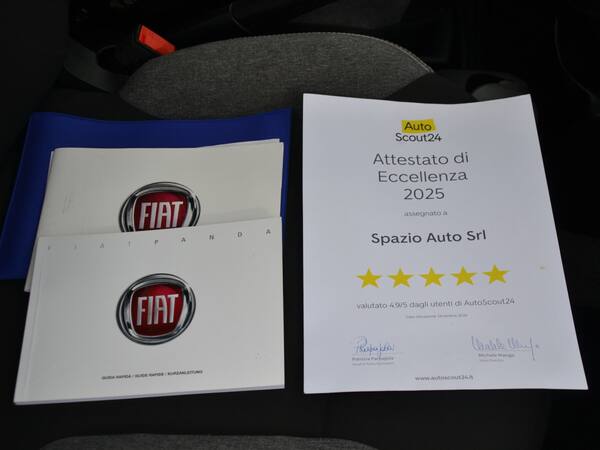 FIAT
FIAT PANDA
FIAT
GUIDA RAPIDA / GUIDE RAPIDE / KURZANLEITUNG
Auto
Scout24
Attestato di
Eccellenza
2025
assegnato a
Spazio Auto Srl
valutato 4,9/5 dagli utenti di AutoScout24
www.autoscout24.it